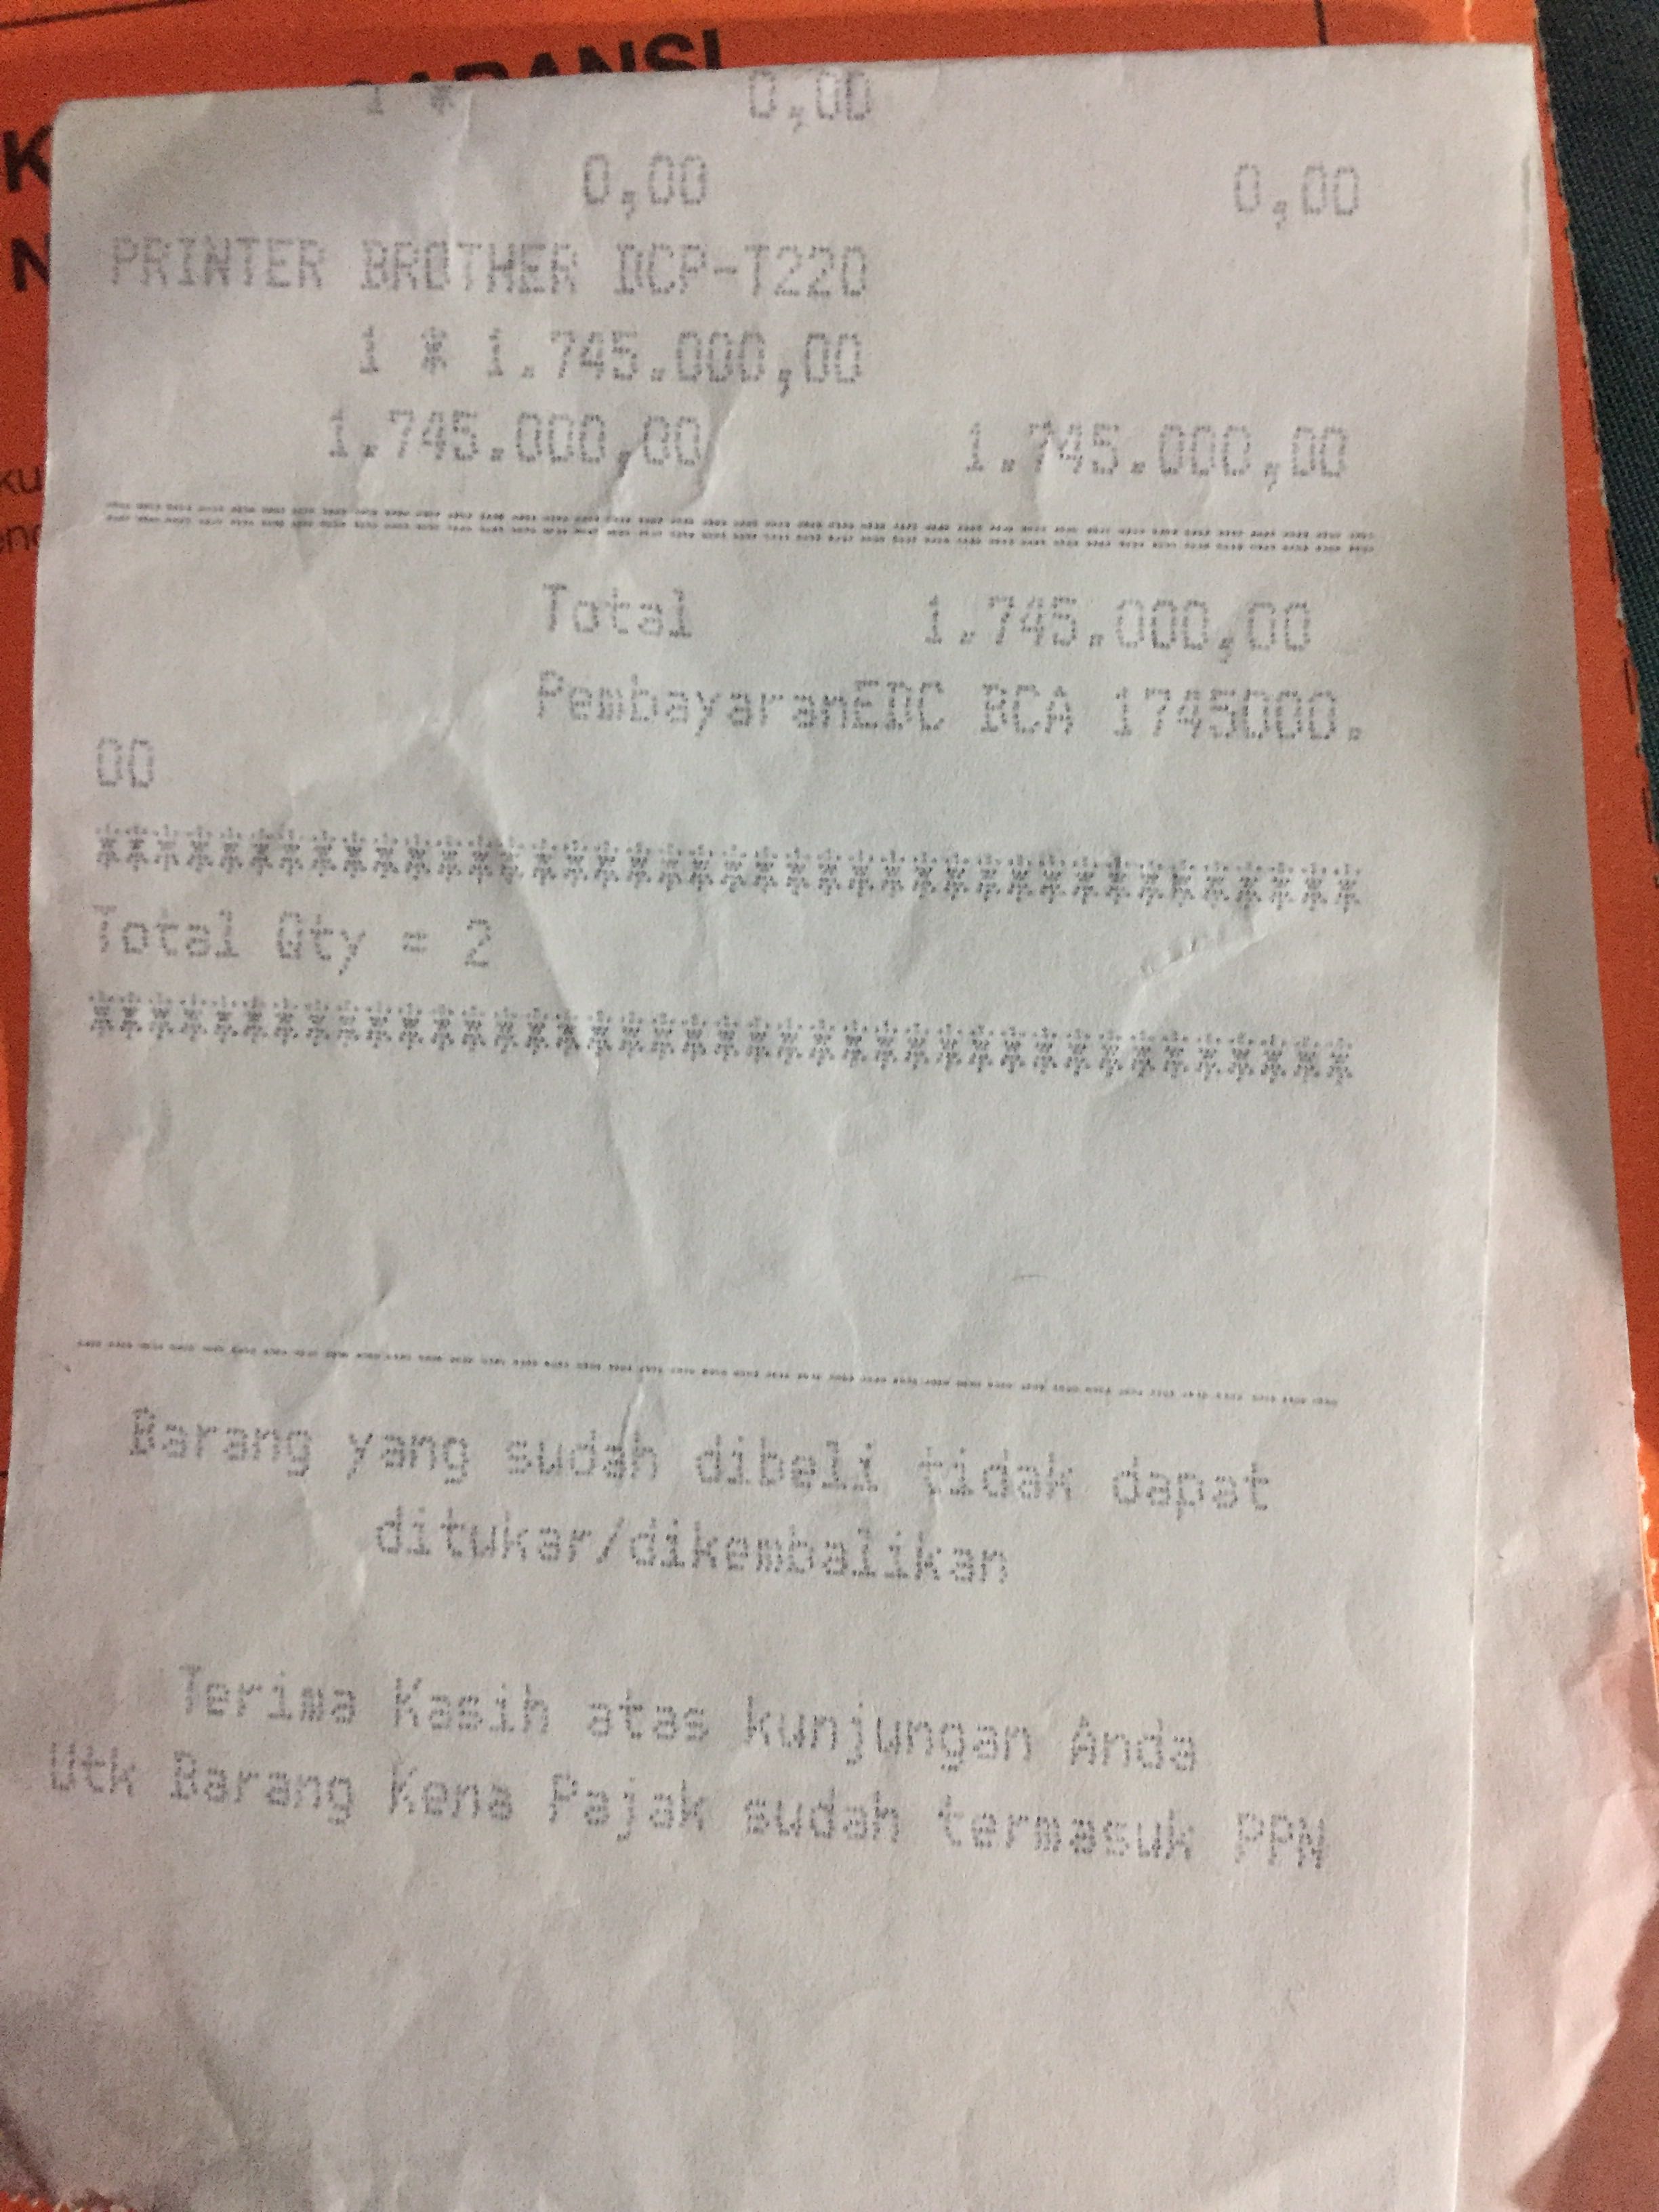 GARANSI
K
N
ku
1 * 0,00
0,00 0,00
PRINTER BROTHER DCP-T220
1 * 1.745.000,00
1.745.000,00 1.745.000,00
Total 1.745.000,00
PembayaranEDC BCA 1745000.
00
****************************************
Total Qty = 2
****************************************
Barang yang sudah dibeli tidak dapat
ditukar/dikembalikan
Terima Kasih atas kunjungan Anda
Utk Barang Kena Pajak sudah termasuk PPN